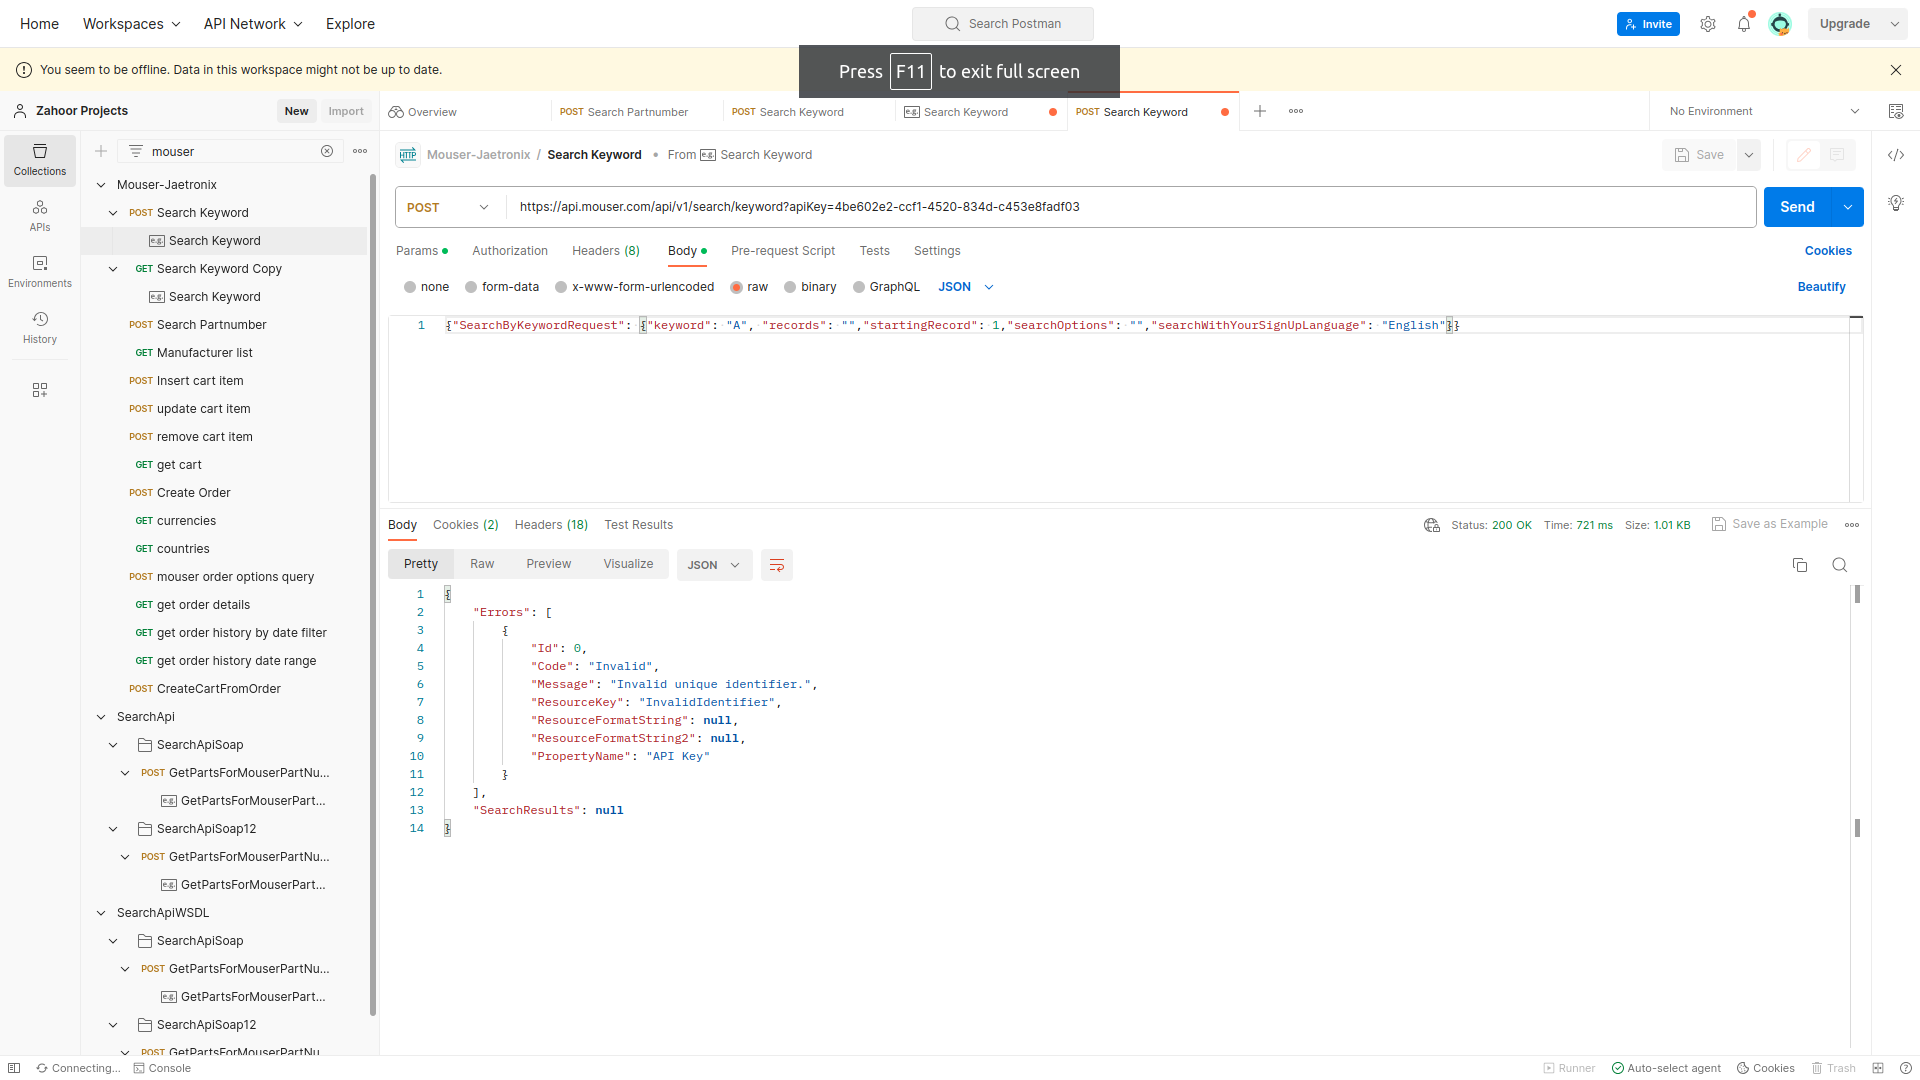 Home Workspaces API Network Explore Search Postman Invite Upgrade
You seem to be offline. Data in this workspace might not be up to date.
Press F11 to exit full screen
Zahoor Projects New Import
Overview POST Search Partnumber POST Search Keyword e.g. Search Keyword POST Search Keyword No Environment
Collections
APIs
Environments
History
mouser
Mouser-Jaetronix
POST Search Keyword
e.g. Search Keyword
GET Search Keyword Copy
e.g. Search Keyword
POST Search Partnumber
GET Manufacturer list
POST Insert cart item
POST update cart item
POST remove cart item
GET get cart
POST Create Order
GET currencies
GET countries
POST mouser order options query
GET get order details
GET get order history by date filter
GET get order history date range
POST CreateCartFromOrder
SearchApi
SearchApiSoap
POST GetPartsForMouserPartNu...
e.g. GetPartsForMouserPart...
SearchApiSoap12
POST GetPartsForMouserPartNu...
e.g. GetPartsForMouserPart...
SearchApiWSDL
SearchApiSoap
POST GetPartsForMouserPartNu...
e.g. GetPartsForMouserPart...
SearchApiSoap12
POST GetPartsForMouserPartNu
HTTP Mouser-Jaetronix / Search Keyword • From e.g. Search Keyword Save
POST https://api.mouser.com/api/v1/search/keyword?apiKey=4be602e2-ccf1-4520-834d-c453e8fadf03 Send
Params Authorization Headers (8) Body Pre-request Script Tests Settings Cookies
none form-data x-www-form-urlencoded raw binary GraphQL JSON Beautify
1 {"SearchByKeywordRequest": {"keyword": "A", "records": "","startingRecord": 1,"searchOptions": "","searchWithYourSignUpLanguage": "English"}}
Body Cookies (2) Headers (18) Test Results Status: 200 OK Time: 721 ms Size: 1.01 KB Save as Example
Pretty Raw Preview Visualize JSON
1 {
2 "Errors": [
3 {
4 "Id": 0,
5 "Code": "Invalid",
6 "Message": "Invalid unique identifier.",
7 "ResourceKey": "InvalidIdentifier",
8 "ResourceFormatString": null,
9 "ResourceFormatString2": null,
10 "PropertyName": "API Key"
11 }
12 ],
13 "SearchResults": null
14 }
Connecting... Console Runner Auto-select agent Cookies Trash